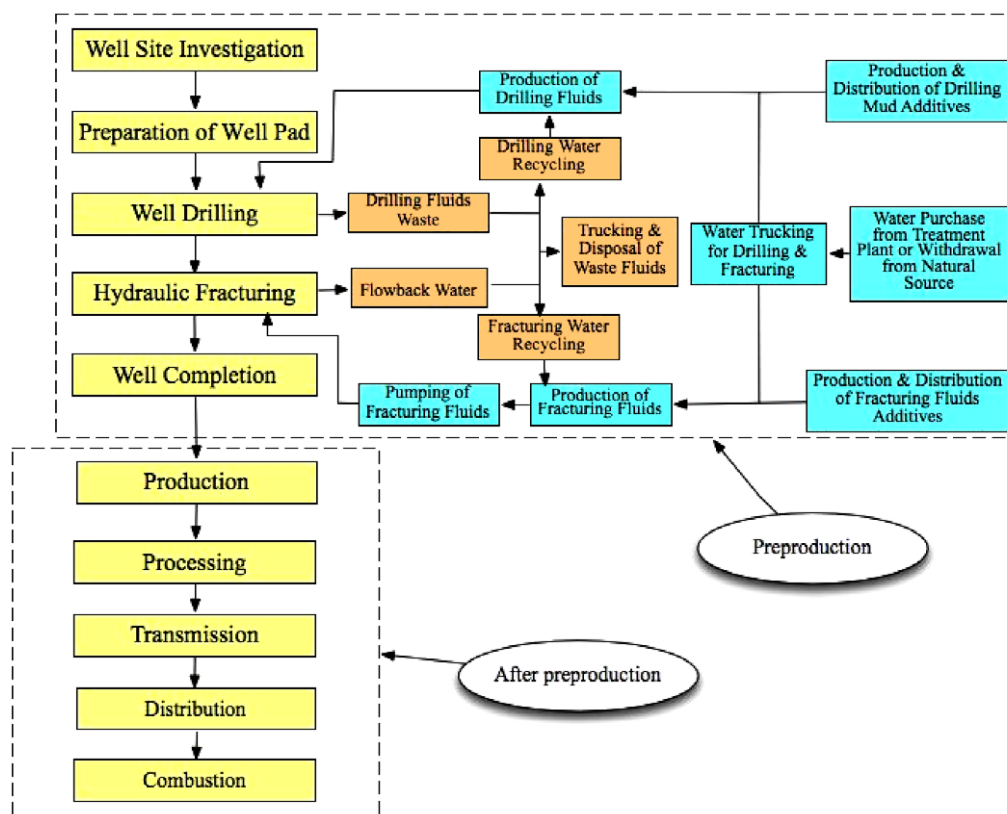 Well Site Investigation
Production of
Drilling Fluids
Production &
Distribution of Drilling
Mud Additives
Preparation of Well Pad
Drilling Water
Recycling
Well Drilling
Drilling Fluids
Waste
Trucking &
Disposal of
Waste Fluids
Water Trucking
for Drilling &
Fracturing
Water Purchase
from Treatment
Plant or Withdrawal
from Natural
Source
Hydraulic Fracturing
Flowback Water
Fracturing Water
Recycling
Well Completion
Pumping of
Fracturing Fluids
Production of
Fracturing Fluids
Production & Distribution
of Fracturing Fluids
Additives
Production
Preproduction
Processing
Transmission
After preproduction
Distribution
Combustion